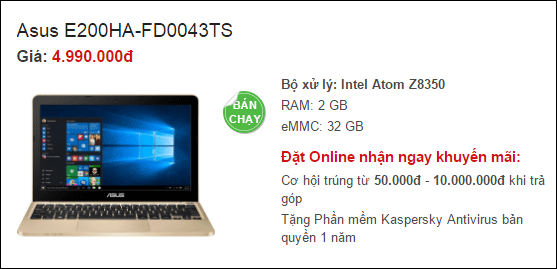 Asus E200HA-FD0043TS
Giá: 4.990.000đ
BÁN
CHẠY
ASUS
Bộ xử lý: Intel Atom Z8350
RAM: 2 GB
eMMC: 32 GB
Đặt Online nhận ngay khuyến mãi:
Cơ hội trúng từ 50.000đ - 10.000.000đ khi trả
góp
Tặng Phần mềm Kaspersky Antivirus bản
quyền 1 năm